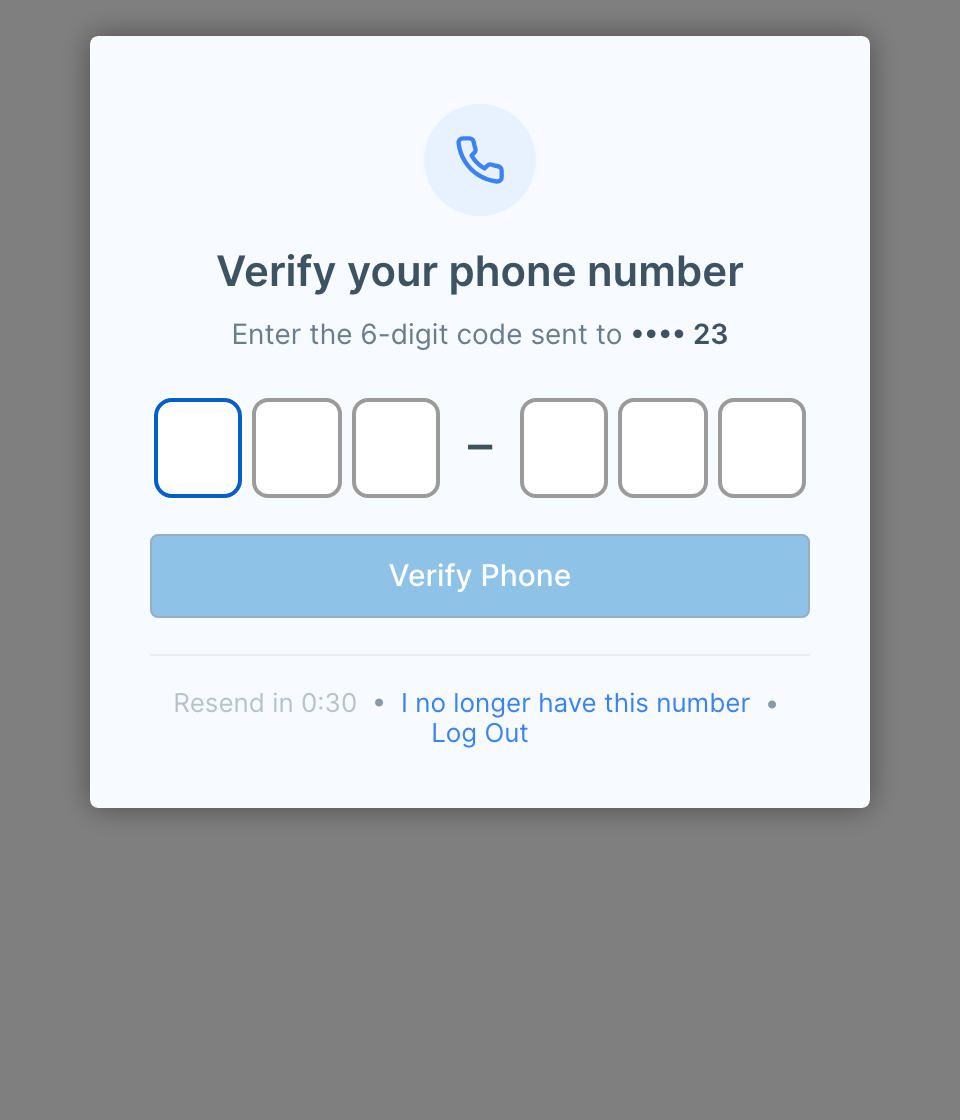 Verify your phone number
Enter the 6-digit code sent to •••• 23
–
Verify Phone
Resend in 0:30 • I no longer have this number •
Log Out